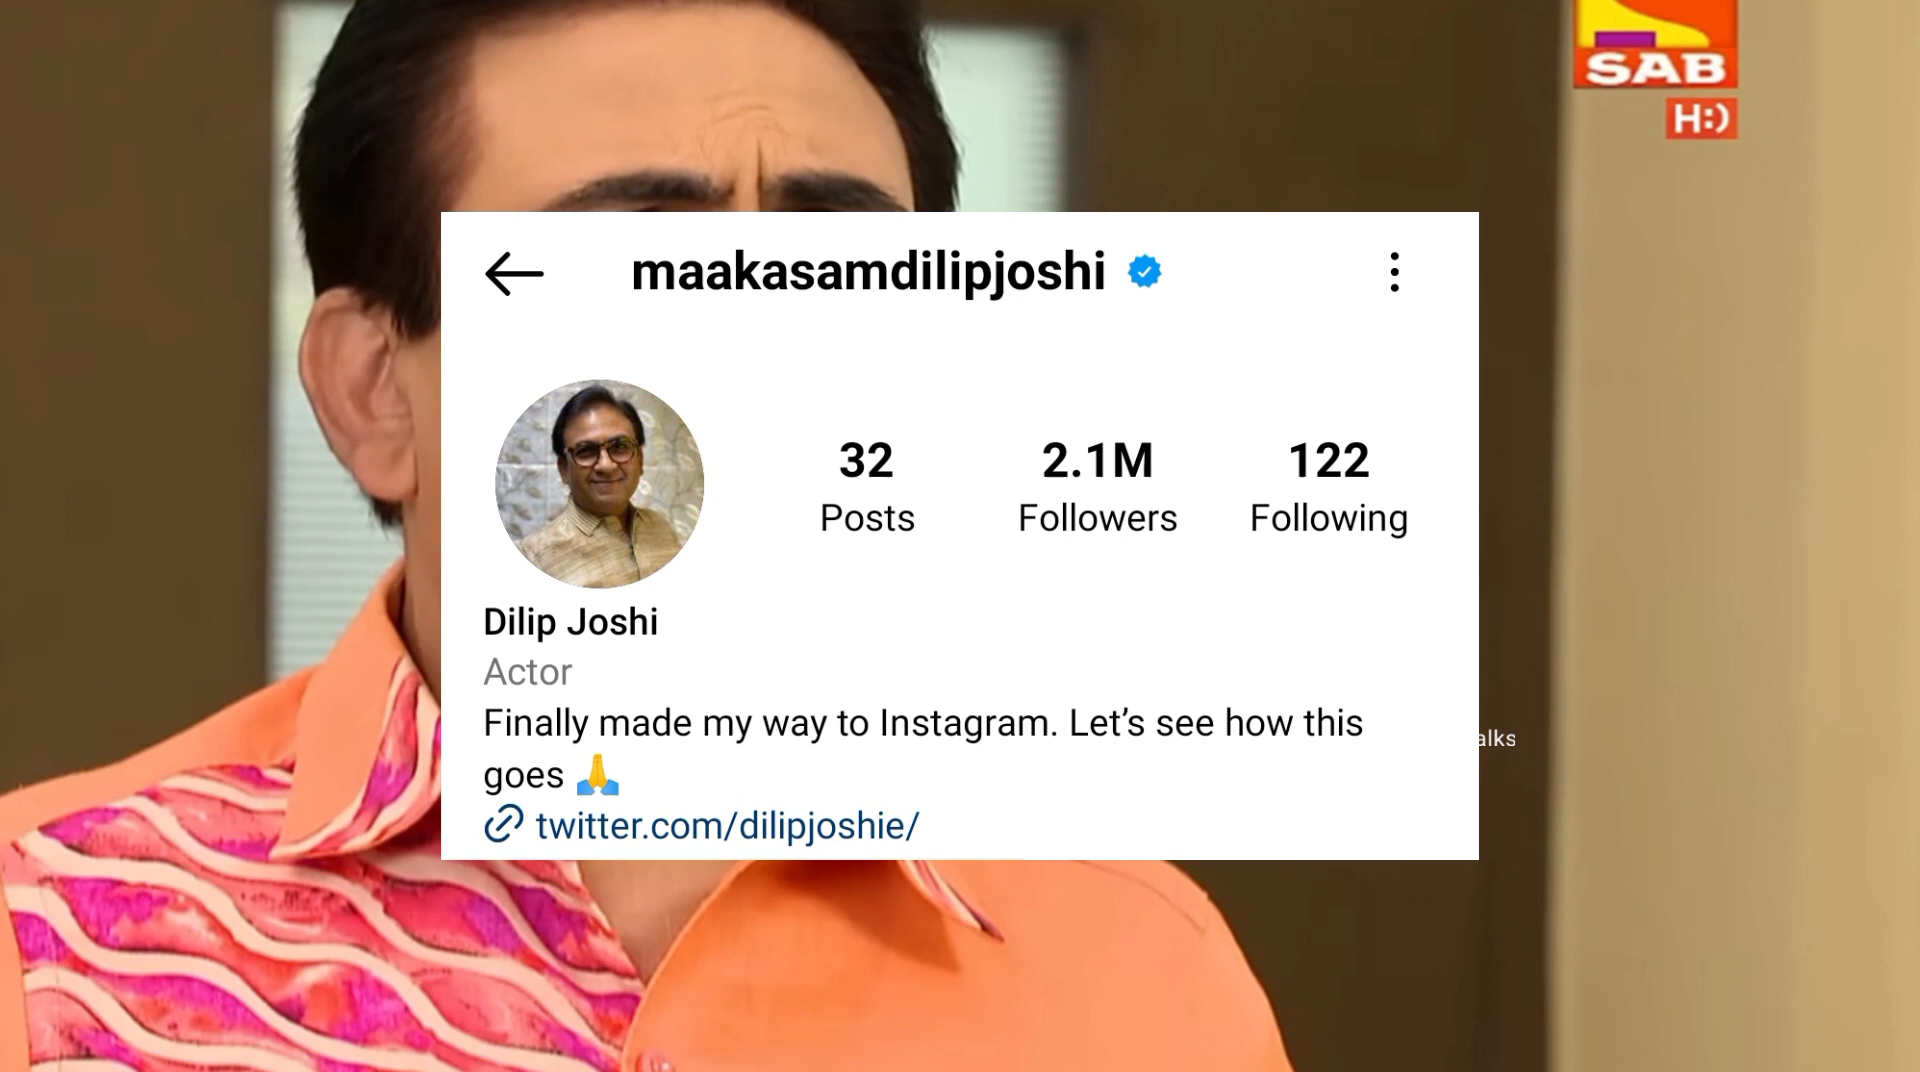 SAB
H:)
maakasamdilipjoshi
32
2.1M
122
Posts
Followers
Following
Dilip Joshi
Actor
Finally made my way to Instagram. Let’s see how this
goes 🙏
twitter.com/dilipjoshie/
alks